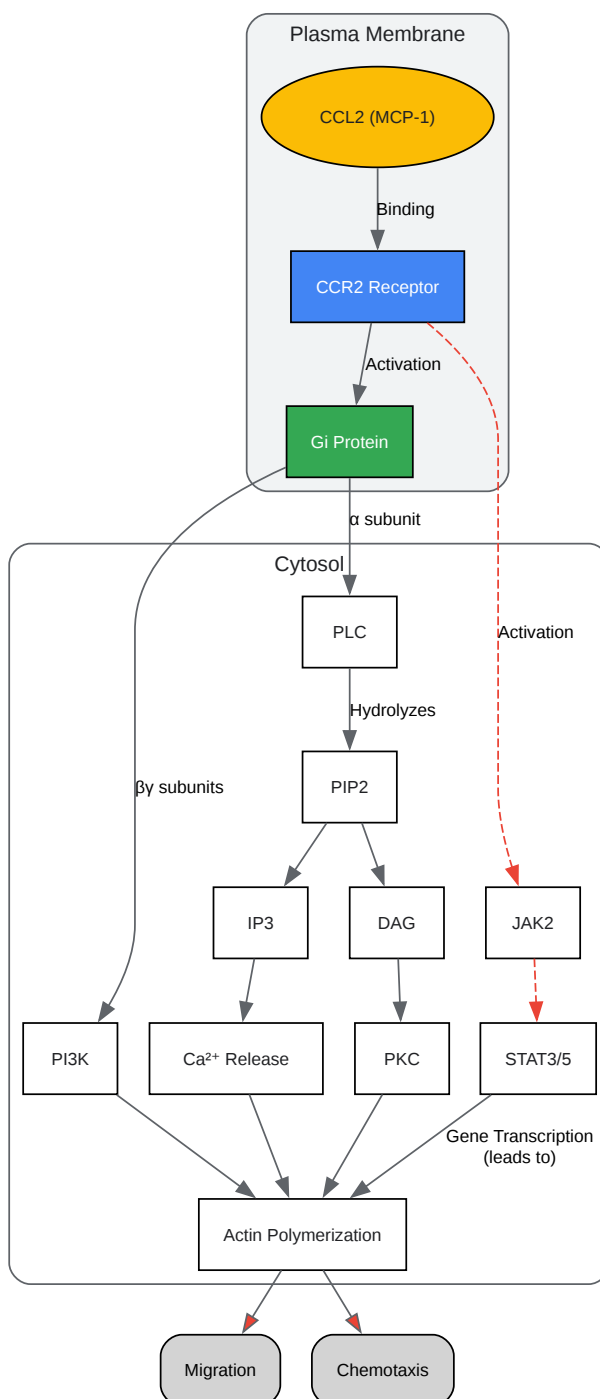 Plasma Membrane
CCL2 (MCP-1)
Binding
CCR2 Receptor
Activation
Gi Protein
α subunit
Cytosol
PLC
Activation
Hydrolyzes
βγ subunits
PIP2
IP3
DAG
JAK2
PI3K
Ca²⁺ Release
PKC
STAT3/5
Gene Transcription
(leads to)
Actin Polymerization
Migration
Chemotaxis